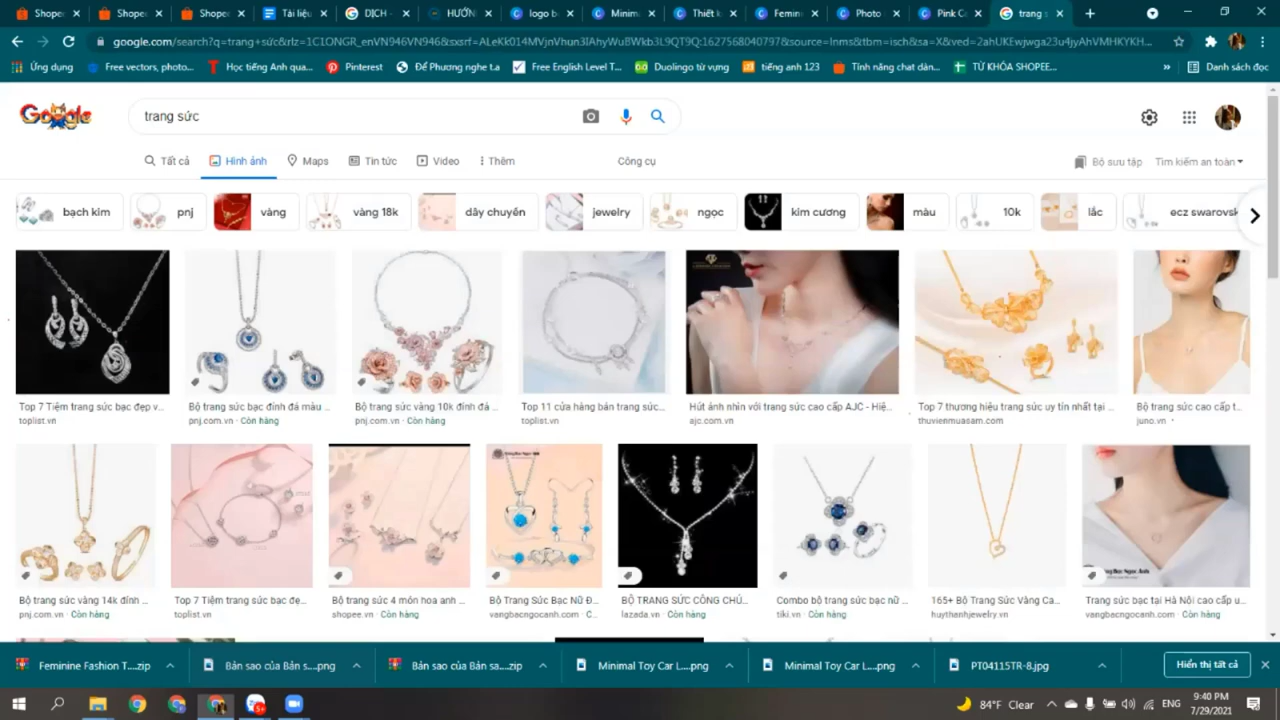 Shopee
Shopee
Shopee
Tài liệu
DỊCH -
HƯỚN
logo b
Minima
Thiết k
Femin
Photo
Pink Co
trang s
google.com/search?q=trang+sức&rlz=1C1ONGR_enVN946VN946&sxsrf=ALeKk014MVjnVhun3IAhyWuBWkb3L9QT9Q:1627568040797&source=lnms&tbm=isch&sa=X&ved=2ahUKEwjwga23u4jyAhVMHKYKH...
Ứng dụng
Free vectors, photo...
Học tiếng Anh qua...
Pinterest
Để Phương nghe t.a
Free English Level T...
Duolingo từ vựng
tiếng anh 123
Tính năng chat dàn...
TỪ KHÓA SHOPEE...
»
Danh sách đọc
Google
trang sức
Tất cả
Hình ảnh
Maps
Tin tức
Video
Thêm
Công cụ
Bộ sưu tập
Tìm kiếm an toàn
bạch kim
pnj
vàng
vàng 18k
dây chuyền
jewelry
ngọc
kim cương
màu
10k
lắc
ecz swarovsk
Top 7 Tiệm trang sức bạc đẹp v...
toplist.vn
Bộ trang sức bạc đính đá màu ...
pnj.com.vn · Còn hàng
Bộ trang sức vàng 10k đính đá ...
pnj.com.vn · Còn hàng
Top 11 cửa hàng bán trang sức...
toplist.vn
Hút ánh nhìn với trang sức cao cấp AJC - Hiệ...
ajc.com.vn
Top 7 thương hiệu trang sức uy tín nhất tại ...
thuvienmuasam.com
Bộ trang sức cao cấp t...
juno.vn ·
Bộ trang sức vàng 14k đính ...
pnj.com.vn · Còn hàng
Top 7 Tiệm trang sức bạc đẹ...
toplist.vn
Bộ trang sức 4 món hoa anh ...
shopee.vn · Còn hàng
Bộ Trang Sức Bạc Nữ Đ...
vangbacngocanh.com · C...
BỘ TRANG SỨC CÔNG CHÚ...
lazada.vn · Còn hàng
Combo bộ trang sức bạc nữ ...
tiki.vn · Còn hàng
165+ Bộ Trang Sức Vàng Ca...
huythanhjewelry.vn
Trang sức bạc tại Hà Nội cao cấp u...
vangbacngocanh.com · Còn hàng
Feminine Fashion T....zip
Bản sao của Bản s....png
Bản sao của Bản sa....zip
Minimal Toy Car L....png
Minimal Toy Car L....png
PT04115TR-8.jpg
Hiển thị tất cả
84°F Clear
ENG
9:40 PM
7/29/2021